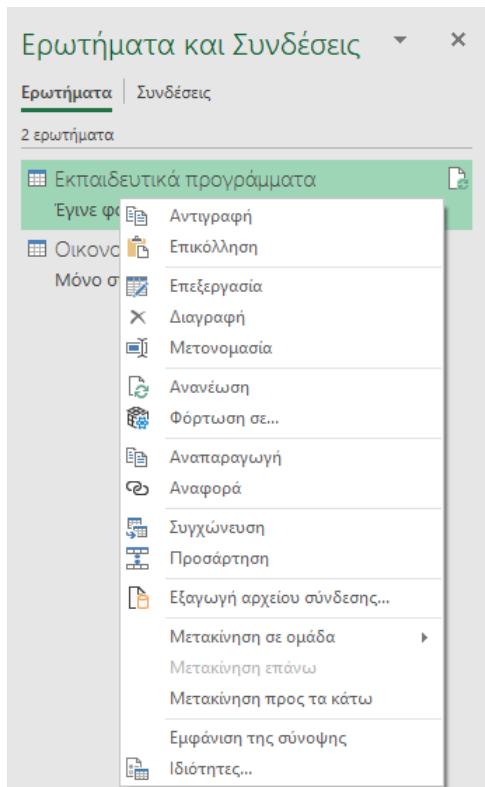 Ερωτήματα και Συνδέσεις
Ερωτήματα
Συνδέσεις
2 ερωτήματα
Εκπαιδευτικά προγράμματα
Έγινε
Μόνο
Αντιγραφή
Επικόλληση
Επεξεργασία
Διαγραφή
Μετονομασία
Ανανέωση
Φόρτωση σε...
Αναπαραγωγή
Αναφορά
Συγχώνευση
Προσάρτηση
Εξαγωγή αρχείου σύνδεσης...
Μετακίνηση σε ομάδα
Μετακίνηση επάνω
Μετακίνηση προς τα κάτω
Εμφάνιση της σύνοψης
Ιδιότητες...